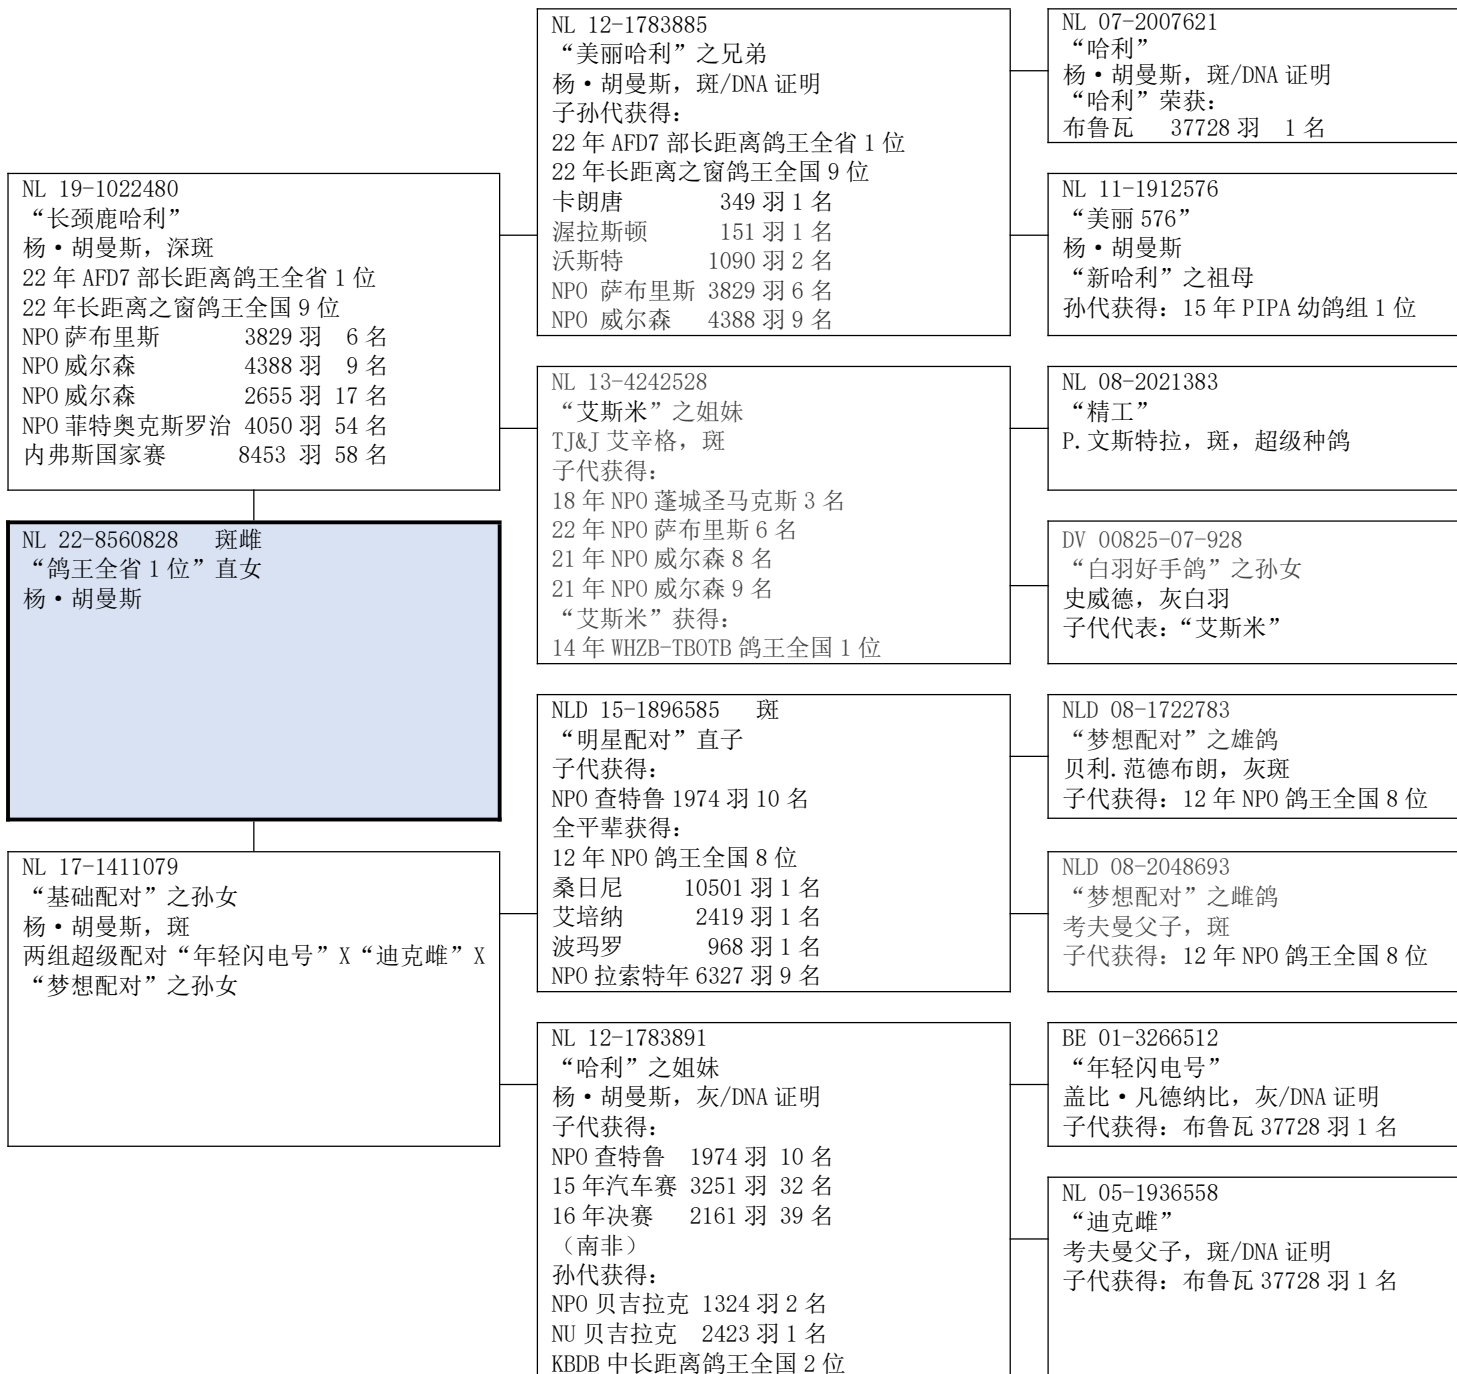 NL 19-1022480
“长颈鹿哈利”
杨•胡曼斯，深斑
22 年 AFD7 部长距离鸽王全省 1 位
22 年长距离之窗鸽王全国 9 位
NPO 萨布里斯 3829 羽 6 名
NPO 威尔森 4388 羽 9 名
NPO 威尔森 2655 羽 17 名
NPO 菲特奥克斯罗治 4050 羽 54 名
内弗斯国家赛 8453 羽 58 名
NL 22-8560828 斑雌
“鸽王全省 1 位”直女
杨•胡曼斯
NL 17-1411079
“基础配对”之孙女
杨•胡曼斯，斑
两组超级配对“年轻闪电号”X“迪克雌”X
“梦想配对”之孙女
NL 12-1783885
“美丽哈利”之兄弟
杨•胡曼斯，斑/DNA 证明
子孙代获得：
22 年 AFD7 部长距离鸽王全省 1 位
22 年长距离之窗鸽王全国 9 位
卡朗唐 349 羽 1 名
渥拉斯顿 151 羽 1 名
沃斯特 1090 羽 2 名
NPO 萨布里斯 3829 羽 6 名
NPO 威尔森 4388 羽 9 名
NL 13-4242528
“艾斯米”之姐妹
TJ&J 艾辛格，斑
子代获得：
18 年 NPO 蓬城圣马克斯 3 名
22 年 NPO 萨布里斯 6 名
21 年 NPO 威尔森 8 名
21 年 NPO 威尔森 9 名
“艾斯米”获得：
14 年 WHZB-TBOTB 鸽王全国 1 位
NLD 15-1896585 斑
“明星配对”直子
子代获得：
NPO 查特鲁 1974 羽 10 名
全平辈获得：
12 年 NPO 鸽王全国 8 位
桑日尼 10501 羽 1 名
艾培纳 2419 羽 1 名
波玛罗 968 羽 1 名
NPO 拉索特年 6327 羽 9 名
NL 12-1783891
“哈利”之姐妹
杨•胡曼斯，灰/DNA 证明
子代获得：
NPO 查特鲁 1974 羽 10 名
15 年汽车赛 3251 羽 32 名
16 年决赛 2161 羽 39 名
（南非）
孙代获得：
NPO 贝吉拉克 1324 羽 2 名
NU 贝吉拉克 2423 羽 1 名
KBDB 中长距离鸽王全国 2 位
NL 07-2007621
“哈利”
杨•胡曼斯，斑/DNA 证明
“哈利”荣获：
布鲁瓦 37728 羽 1 名
NL 11-1912576
“美丽 576”
杨•胡曼斯
“新哈利”之祖母
孙代获得：15 年 PIPA 幼鸽组 1 位
NL 08-2021383
“精工”
P.文斯特拉，斑，超级种鸽
DV 00825-07-928
“白羽好手鸽”之孙女
史威德，灰白羽
子代代表：“艾斯米”
NLD 08-1722783
“梦想配对”之雄鸽
贝利.范德布朗，灰斑
子代获得：12 年 NPO 鸽王全国 8 位
NLD 08-2048693
“梦想配对”之雌鸽
考夫曼父子，斑
子代获得：12 年 NPO 鸽王全国 8 位
BE 01-3266512
“年轻闪电号”
盖比•凡德纳比，灰/DNA 证明
子代获得：布鲁瓦 37728 羽 1 名
NL 05-1936558
“迪克雌”
考夫曼父子，斑/DNA 证明
子代获得：布鲁瓦 37728 羽 1 名